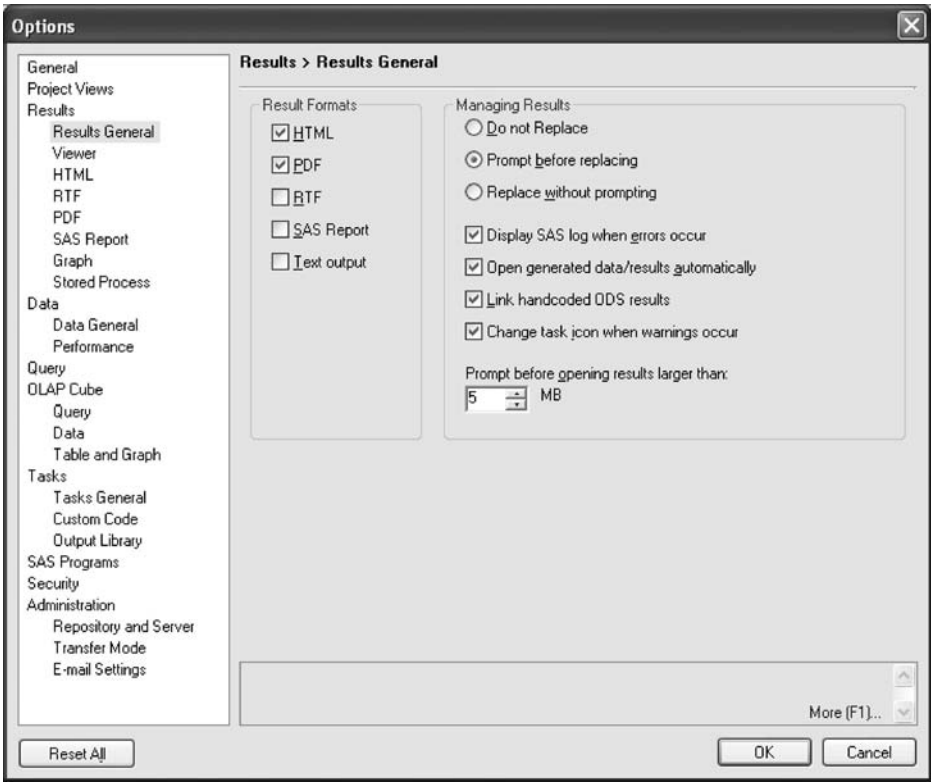 Options
General
Project Views
Results
Results General
Viewer
HTML
RTF
PDF
SAS Report
Graph
Stored Process
Data
Data General
Performance
Query
OLAP Cube
Query
Data
Table and Graph
Tasks
Tasks General
Custom Code
Output Library
SAS Programs
Security
Administration
Repository and Server
Transfer Mode
E-mail Settings
Results > Results General
Result Formats
HTML
PDF
RTF
SAS Report
Text output
Managing Results
Do not Replace
Prompt before replacing
Replace without prompting
Display SAS log when errors occur
Open generated data/results automatically
Link handcoded ODS results
Change task icon when warnings occur
Prompt before opening results larger than:
5 MB
More (F1)...
Reset All
OK
Cancel